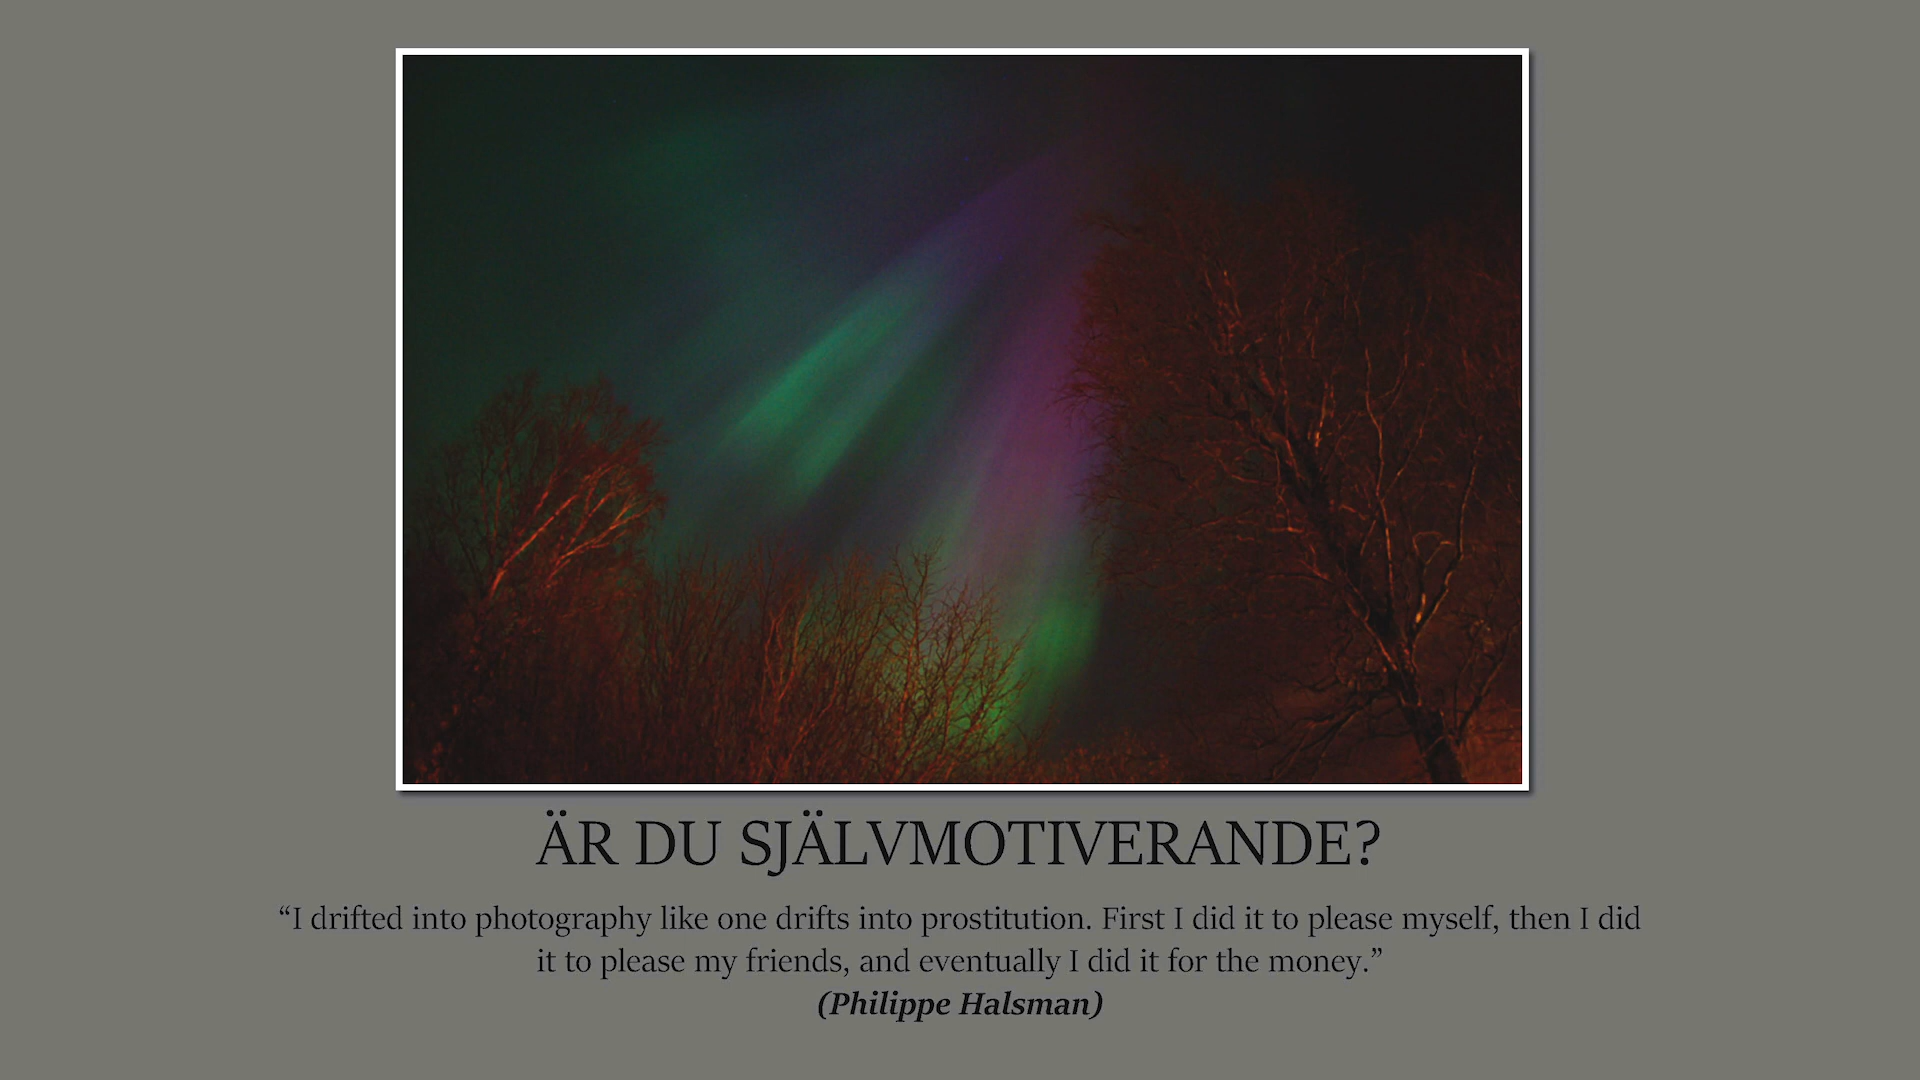 ÄR DU SJÄLVMOTIVERANDE?
“I drifted into photography like one drifts into prostitution. First I did it to please myself, then I did
it to please my friends, and eventually I did it for the money.”
(Philippe Halsman)